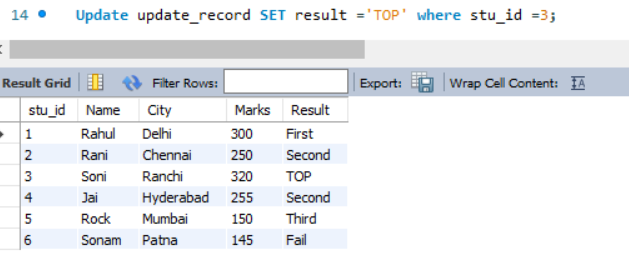 14 Update update_record SET result ='TOP' where stu_id =3;
Result Grid Filter Rows: Export: Wrap Cell Content: IA
stu_id Name City Marks Result
1 Rahul Delhi 300 First
2 Rani Chennai 250 Second
3 Soni Ranchi 320 TOP
4 Jai Hyderabad 255 Second
5 Rock Mumbai 150 Third
6 Sonam Patna 145 Fail